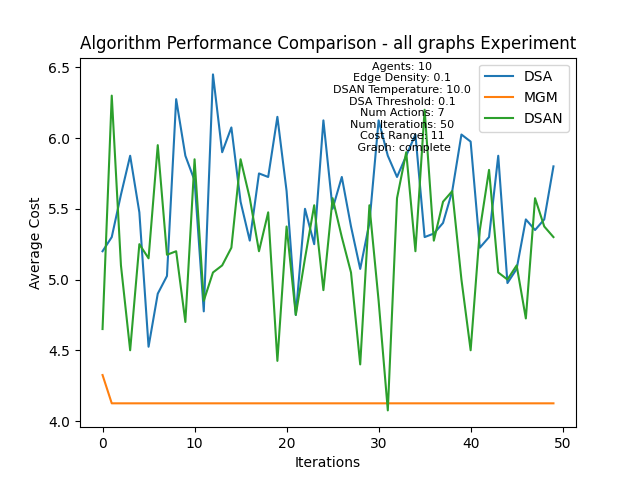 Algorithm Performance Comparison - all graphs Experiment
Agents: 10
Edge Density: 0.1
DSAN Temperature: 10.0
DSA Threshold: 0.1
Num Actions: 7
Num Iterations: 50
Cost Range: 11
Graph: complete
DSA
MGM
DSAN
Average Cost
6.5
6.0
5.5
5.0
4.5
4.0
0
10
20
30
40
50
Iterations